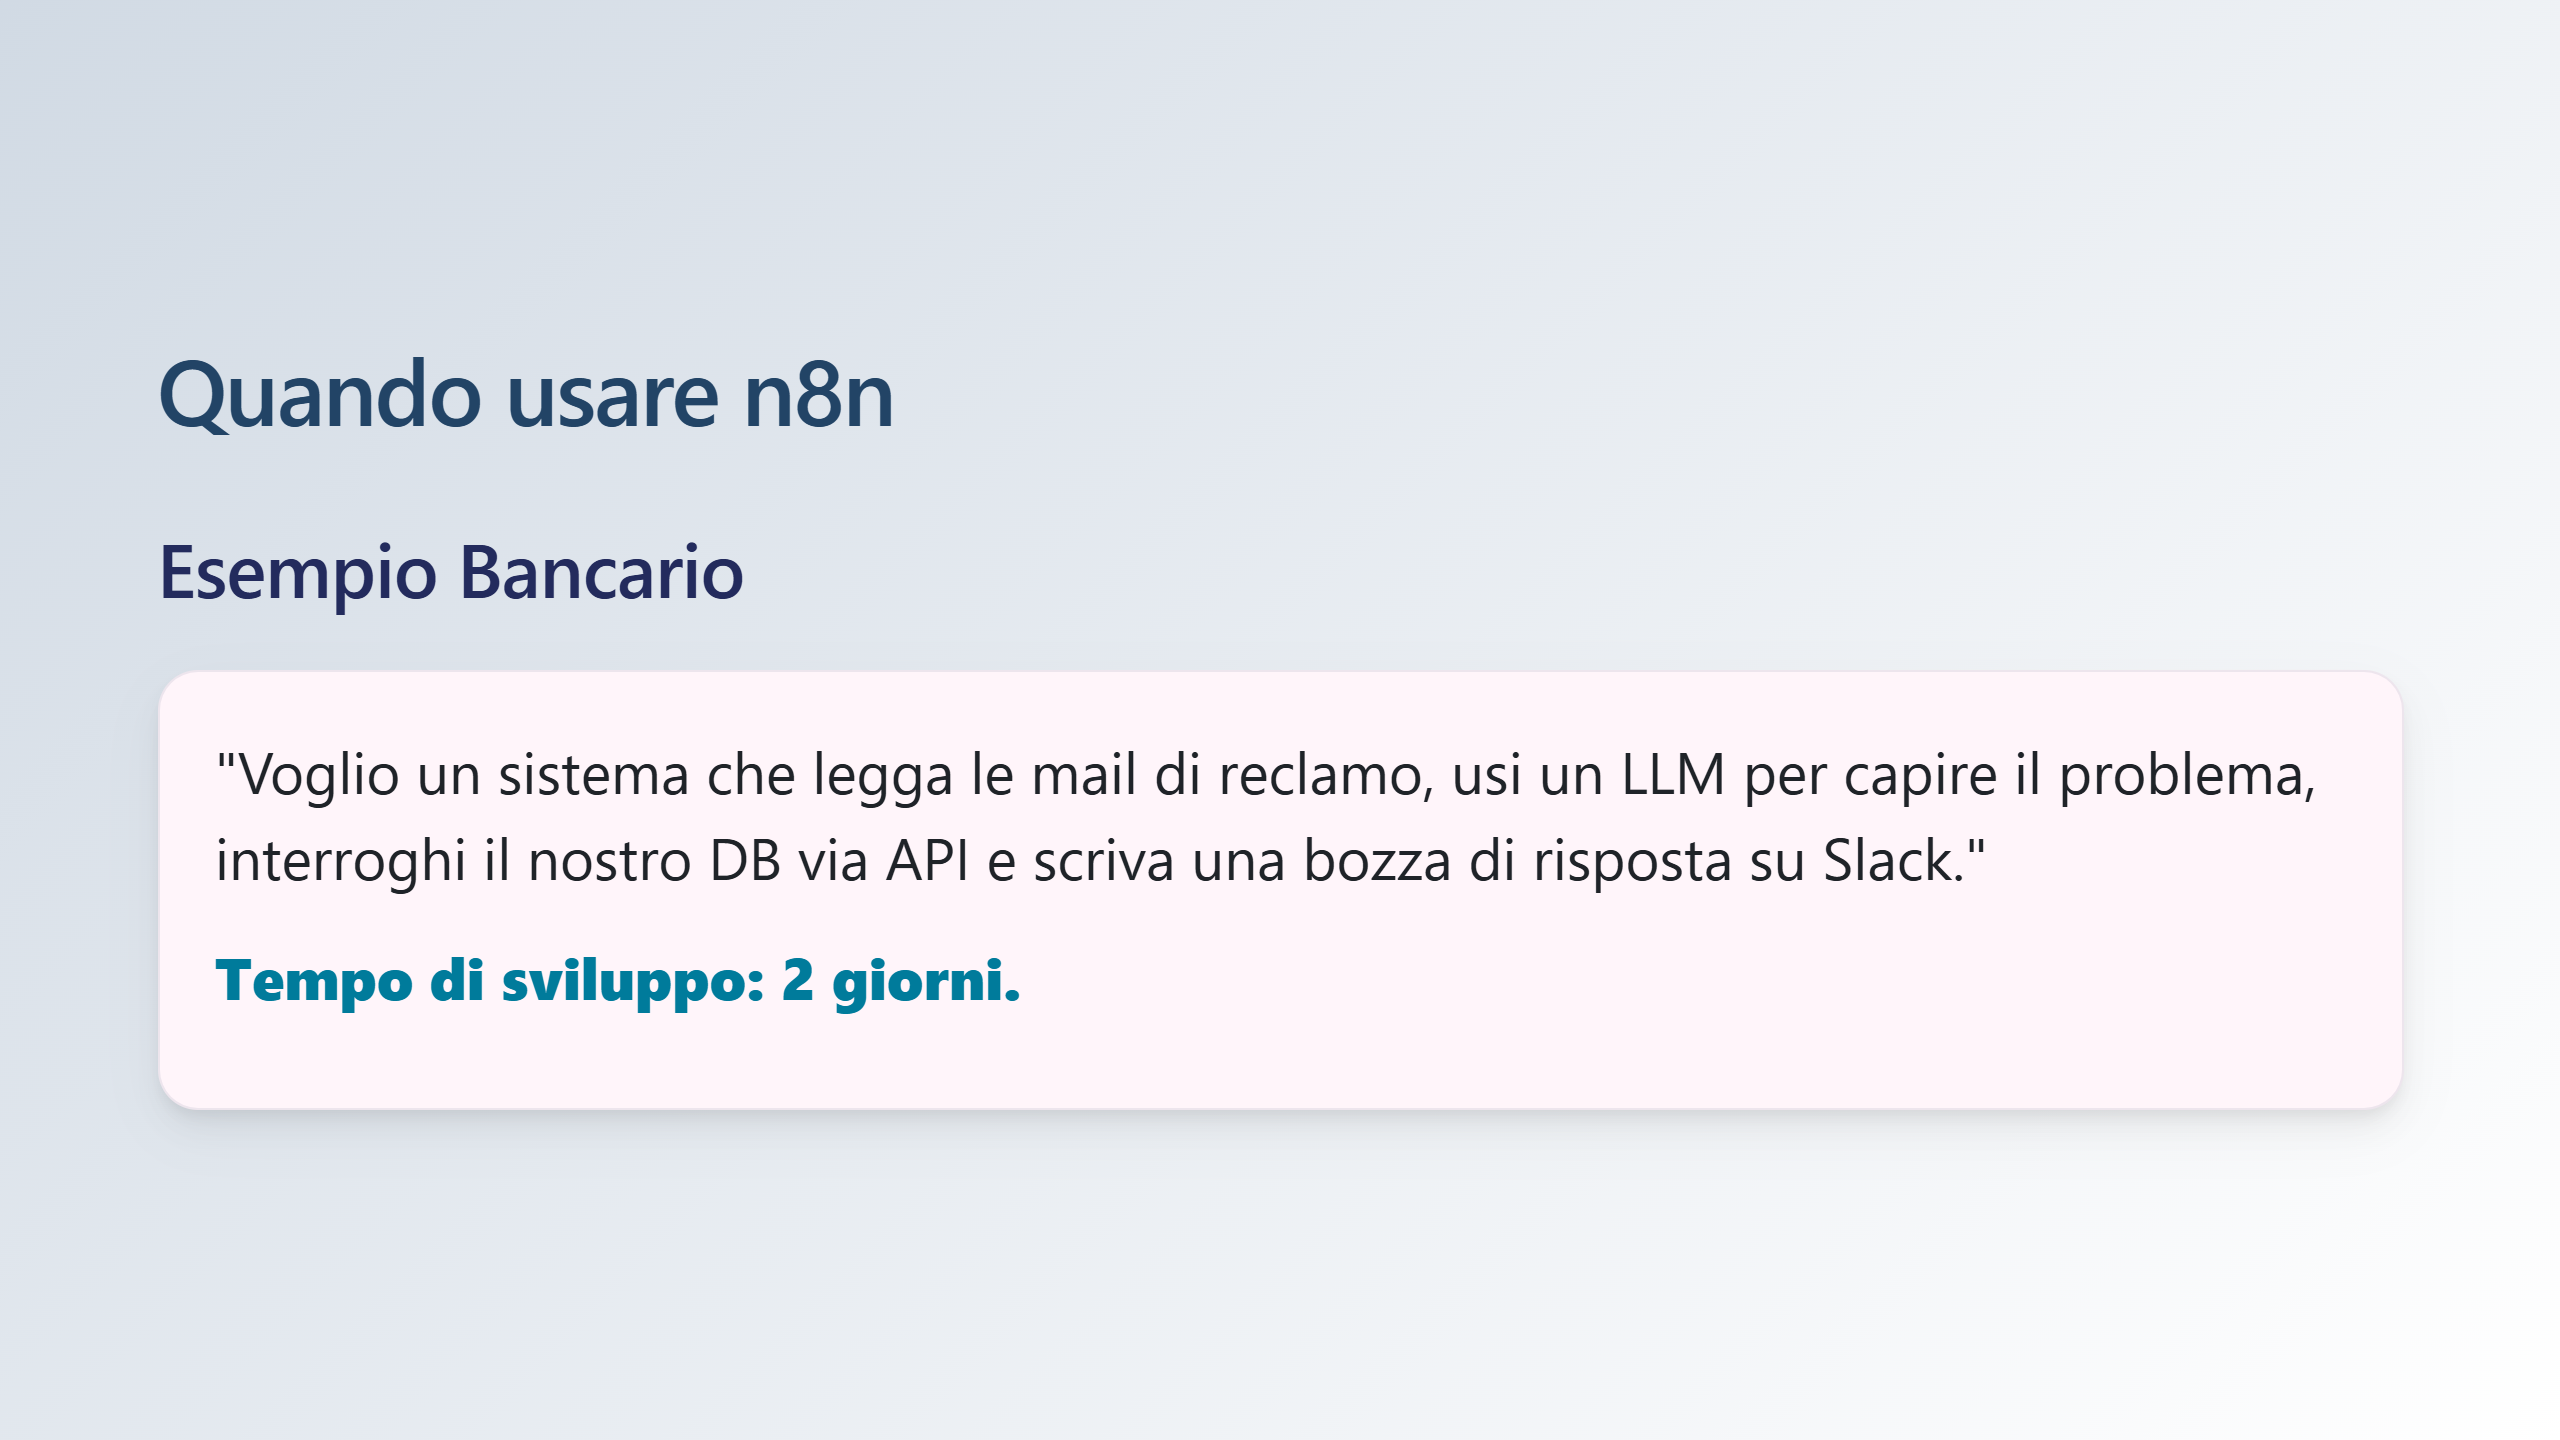 Quando usare n8n
Esempio Bancario
"Voglio un sistema che legga le mail di reclamo, usi un LLM per capire il problema,
interroghi il nostro DB via API e scriva una bozza di risposta su Slack."
Tempo di sviluppo: 2 giorni.